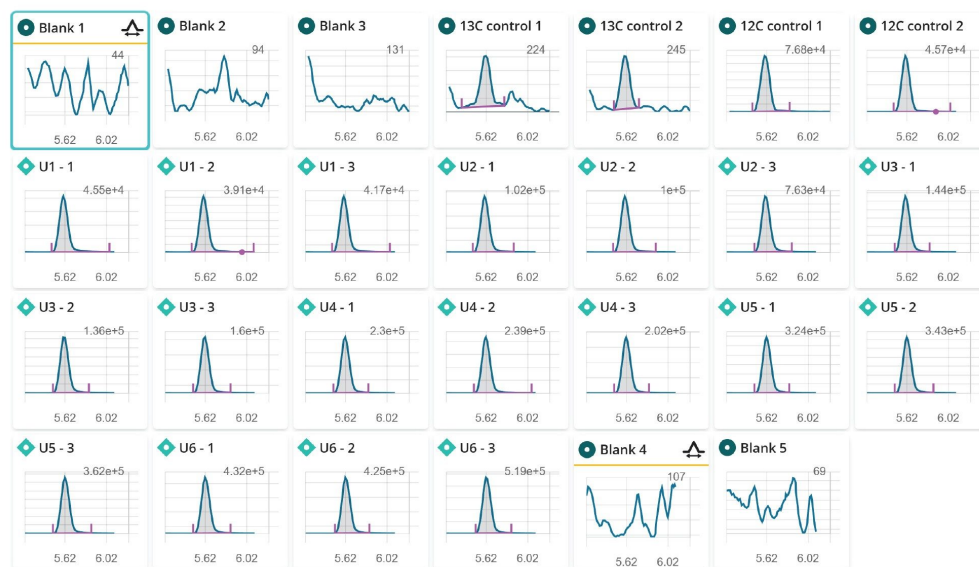 Blank 1 Blank 2 Blank 3 13C control 1 13C control 2 12C control 1 12C control 2
44 94 131 224 245 7.68e+4 4.57e+4
5.62 6.02 5.62 6.02 5.62 6.02 5.62 6.02 5.62 6.02 5.62 6.02 5.62 6.02
U1 - 1 U1 - 2 U1 - 3 U2 - 1 U2 - 2 U2 - 3 U3 - 1
4.55e+4 3.91e+4 4.17e+4 1.02e+5 1e+5 7.63e+4 1.44e+5
5.62 6.02 5.62 6.02 5.62 6.02 5.62 6.02 5.62 6.02 5.62 6.02 5.62 6.02
U3 - 2 U3 - 3 U4 - 1 U4 - 2 U4 - 3 U5 - 1 U5 - 2
1.36e+5 1.6e+5 2.3e+5 2.39e+5 2.02e+5 3.24e+5 3.43e+5
5.62 6.02 5.62 6.02 5.62 6.02 5.62 6.02 5.62 6.02 5.62 6.02 5.62 6.02
U5 - 3 U6 - 1 U6 - 2 U6 - 3 Blank 4 Blank 5
3.62e+5 4.32e+5 4.25e+5 5.19e+5 107 69
5.62 6.02 5.62 6.02 5.62 6.02 5.62 6.02 5.62 6.02 5.62 6.02